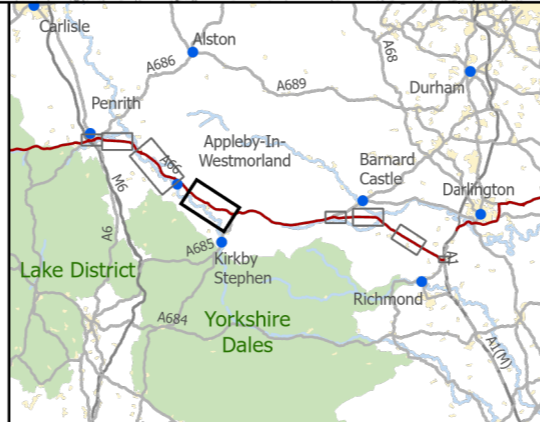 Carlisle
Alston
A686
A68
A689
Durham
Penrith
Appleby-In-
Westmorland
A66
Barnard
Castle
Darlington
M6
A6
A685
Kirkby
Stephen
A1
Lake District
Richmond
A684
Yorkshire
Dales
A1(M)